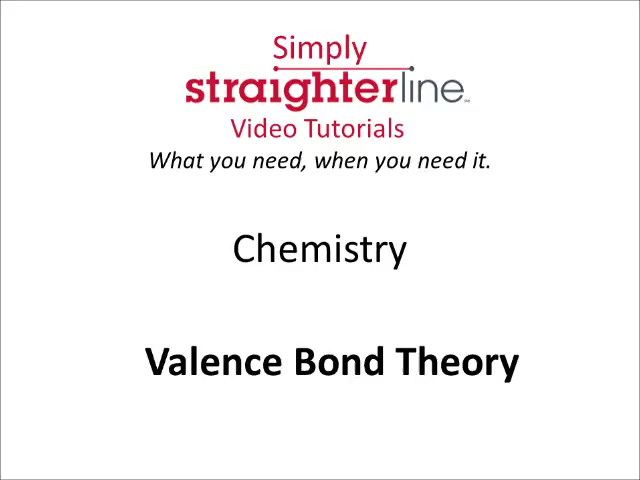 Simply
straighterline
Video Tutorials
What you need, when you need it.
Chemistry
Valence Bond Theory